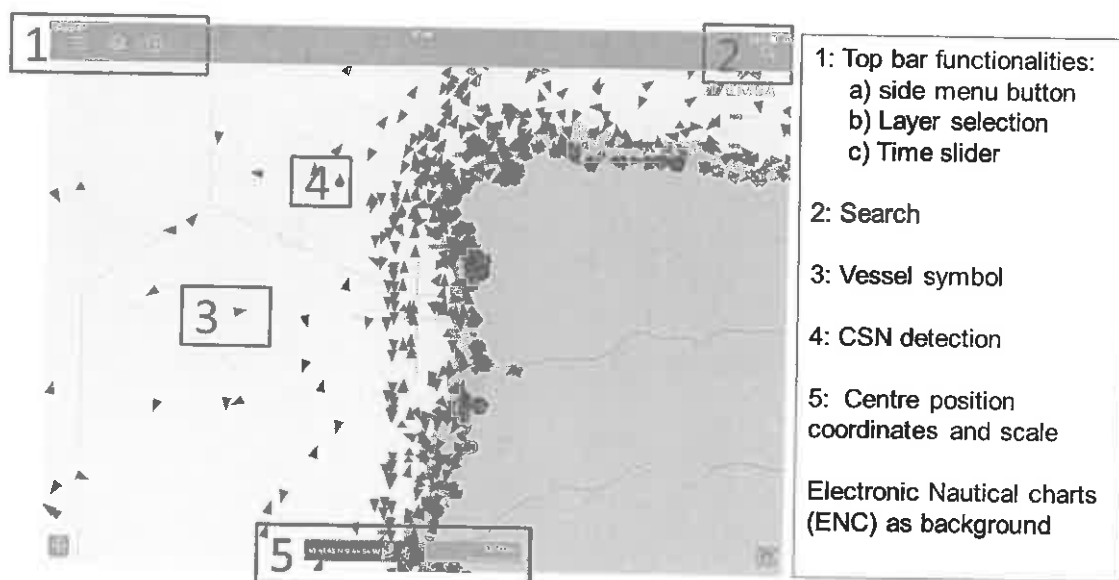 1
2
EMSA
4
3
5
1: Top bar functionalities:
a) side menu button
b) Layer selection
c) Time slider
2: Search
3: Vessel symbol
4: CSN detection
5: Centre position
coordinates and scale
Electronic Nautical charts
(ENC) as background